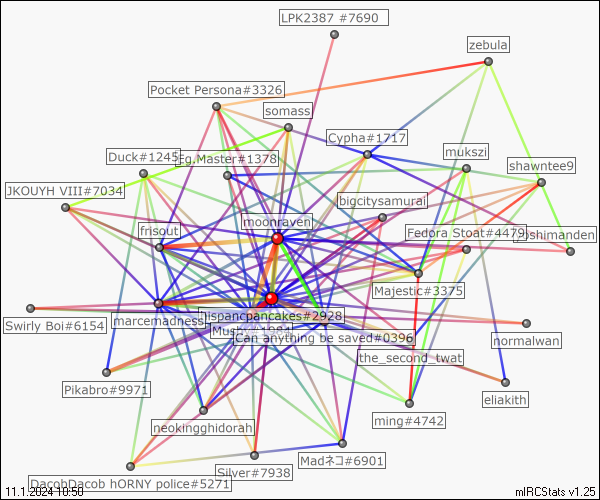 LPK2387 #7690
zebula
Pocket Persona#3326
somass
Cypha#1717
mukszi
Duck#1245
Eg.Master#1378
shawntee9
JKOUYH VIII#7034
bigcitysamurai
moonraven
frisout
Fedora Stoat#4479
Majestic#3375
hispancpancakes#2928
marcemadness
Swirly Boi#6154
Can anything be saved#0396
normalwan
the_second_twat
Pikabro#9971
eliakith
neokingghidorah
ming#4742
Madネコ#6901
Silver#7938
DacobDacob hORNY police#5271
11.1.2024 10:50
mIRCStats v1.25